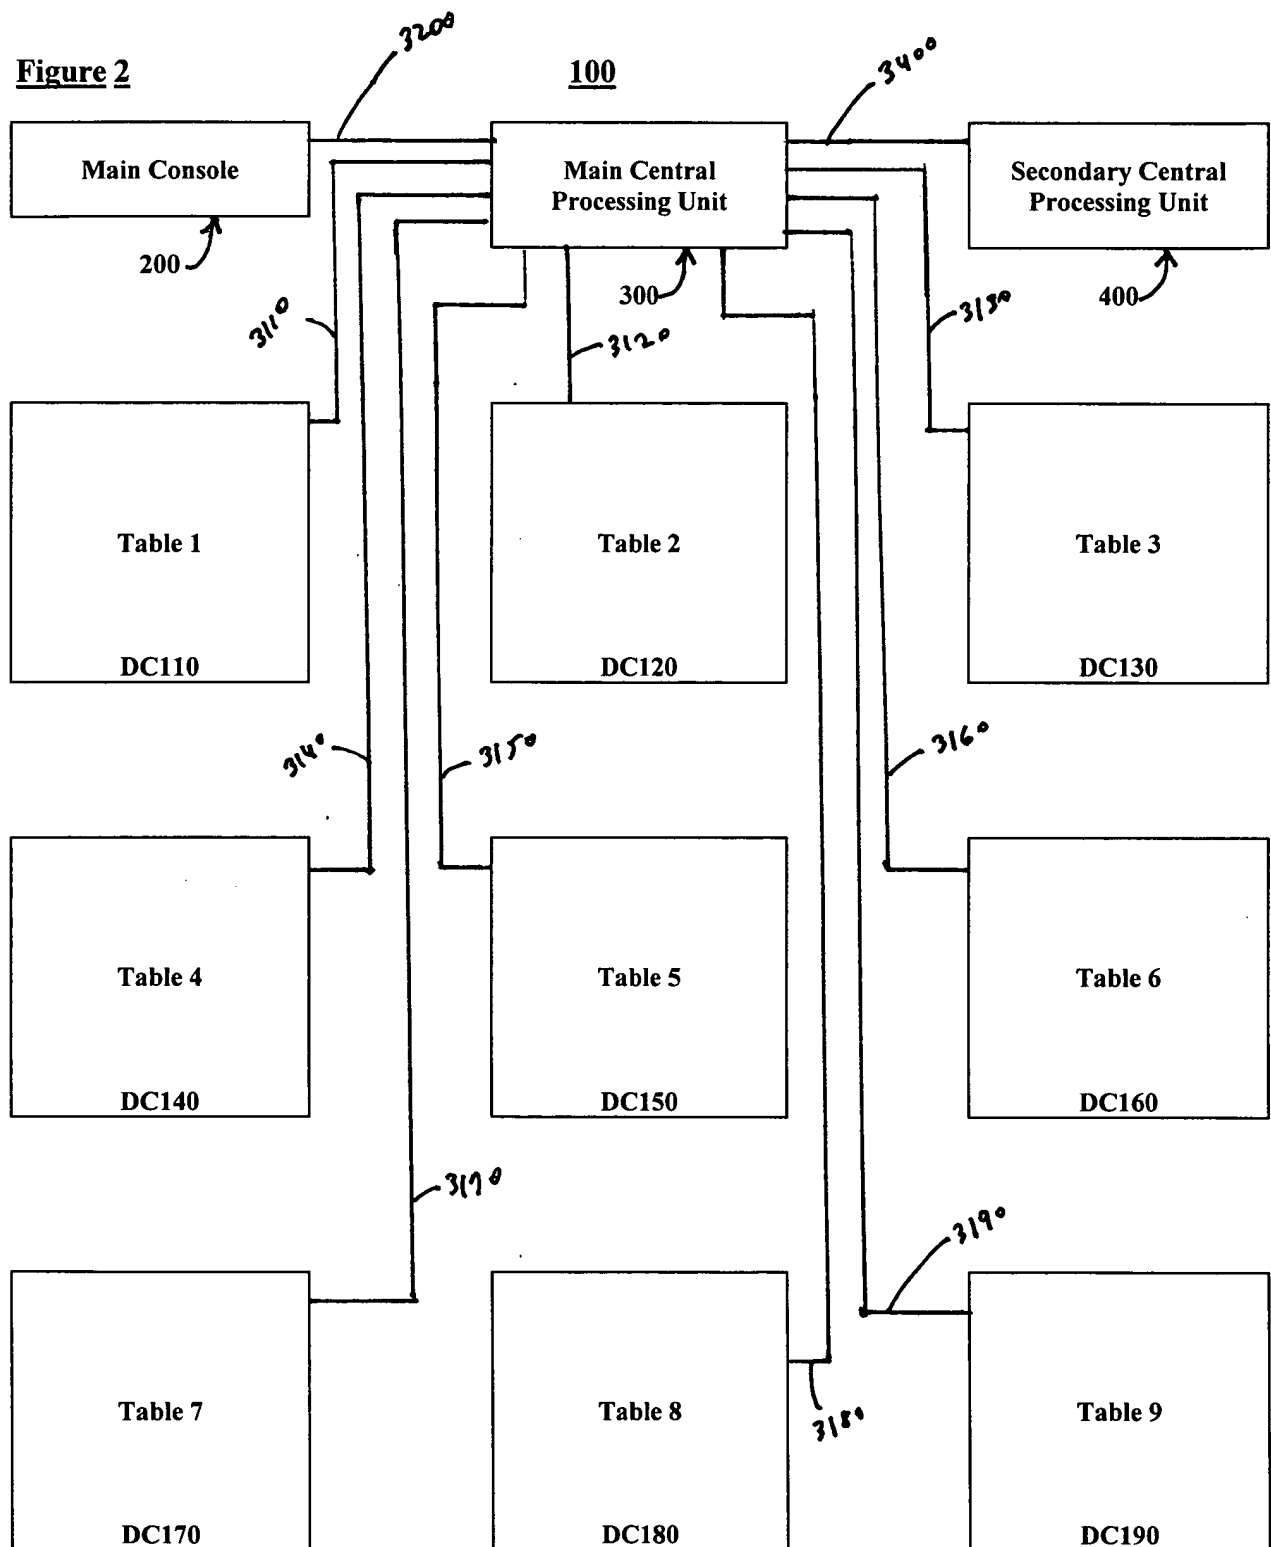 3200
Figure 2
100
3400
Main Console
Main Central
Processing Unit
Secondary Central
Processing Unit
200
300
400
3110
3120
3130
Table 1
Table 2
Table 3
DC110
DC120
DC130
3140
3150
3160
Table 4
Table 5
Table 6
DC140
DC150
DC160
3170
3190
Table 7
Table 8
Table 9
3180
DC170
DC180
DC190